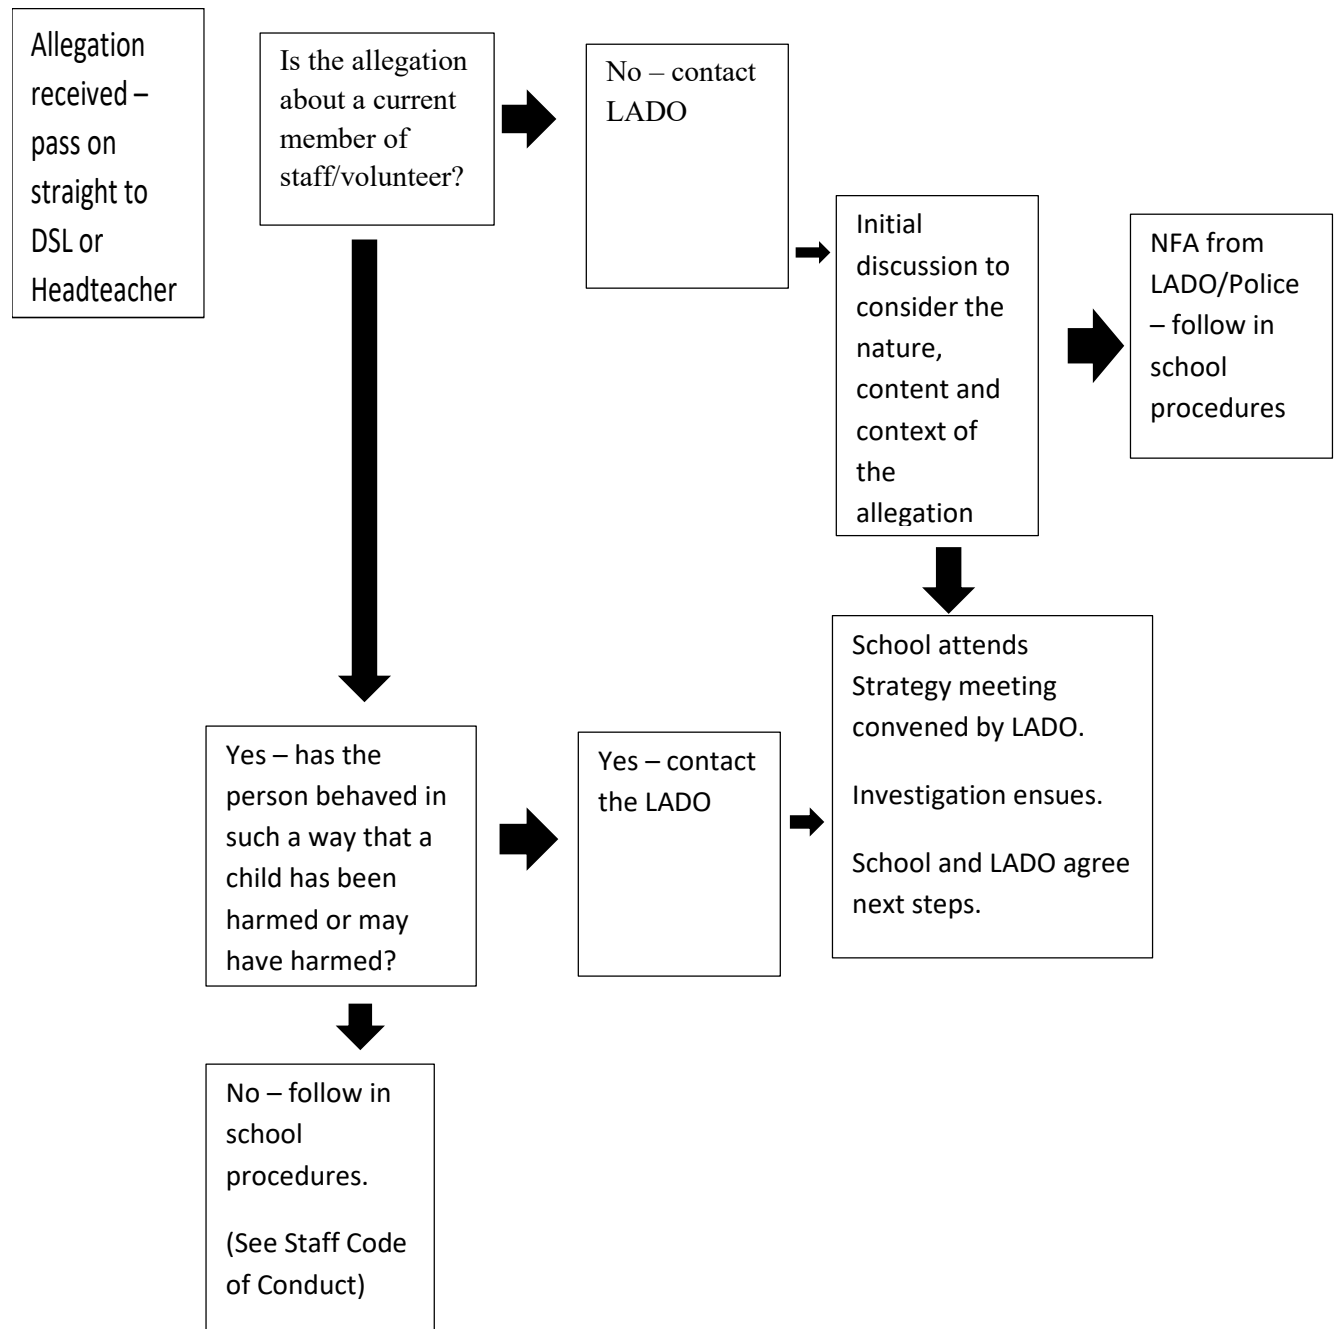 Allegation
received –
pass on
straight to
DSL or
Headteacher
Is the allegation
about a current
member of
staff/volunteer?
No – contact
LADO
Initial
discussion to
consider the
nature,
content and
context of
the
allegation
NFA from
LADO/Police
– follow in
school
procedures
Yes – has the
person behaved in
such a way that a
child has been
harmed or may
have harmed?
Yes – contact
the LADO
School attends
Strategy meeting
convened by LADO.
Investigation ensues.
School and LADO agree
next steps.
No – follow in
school
procedures.
(See Staff Code
of Conduct)